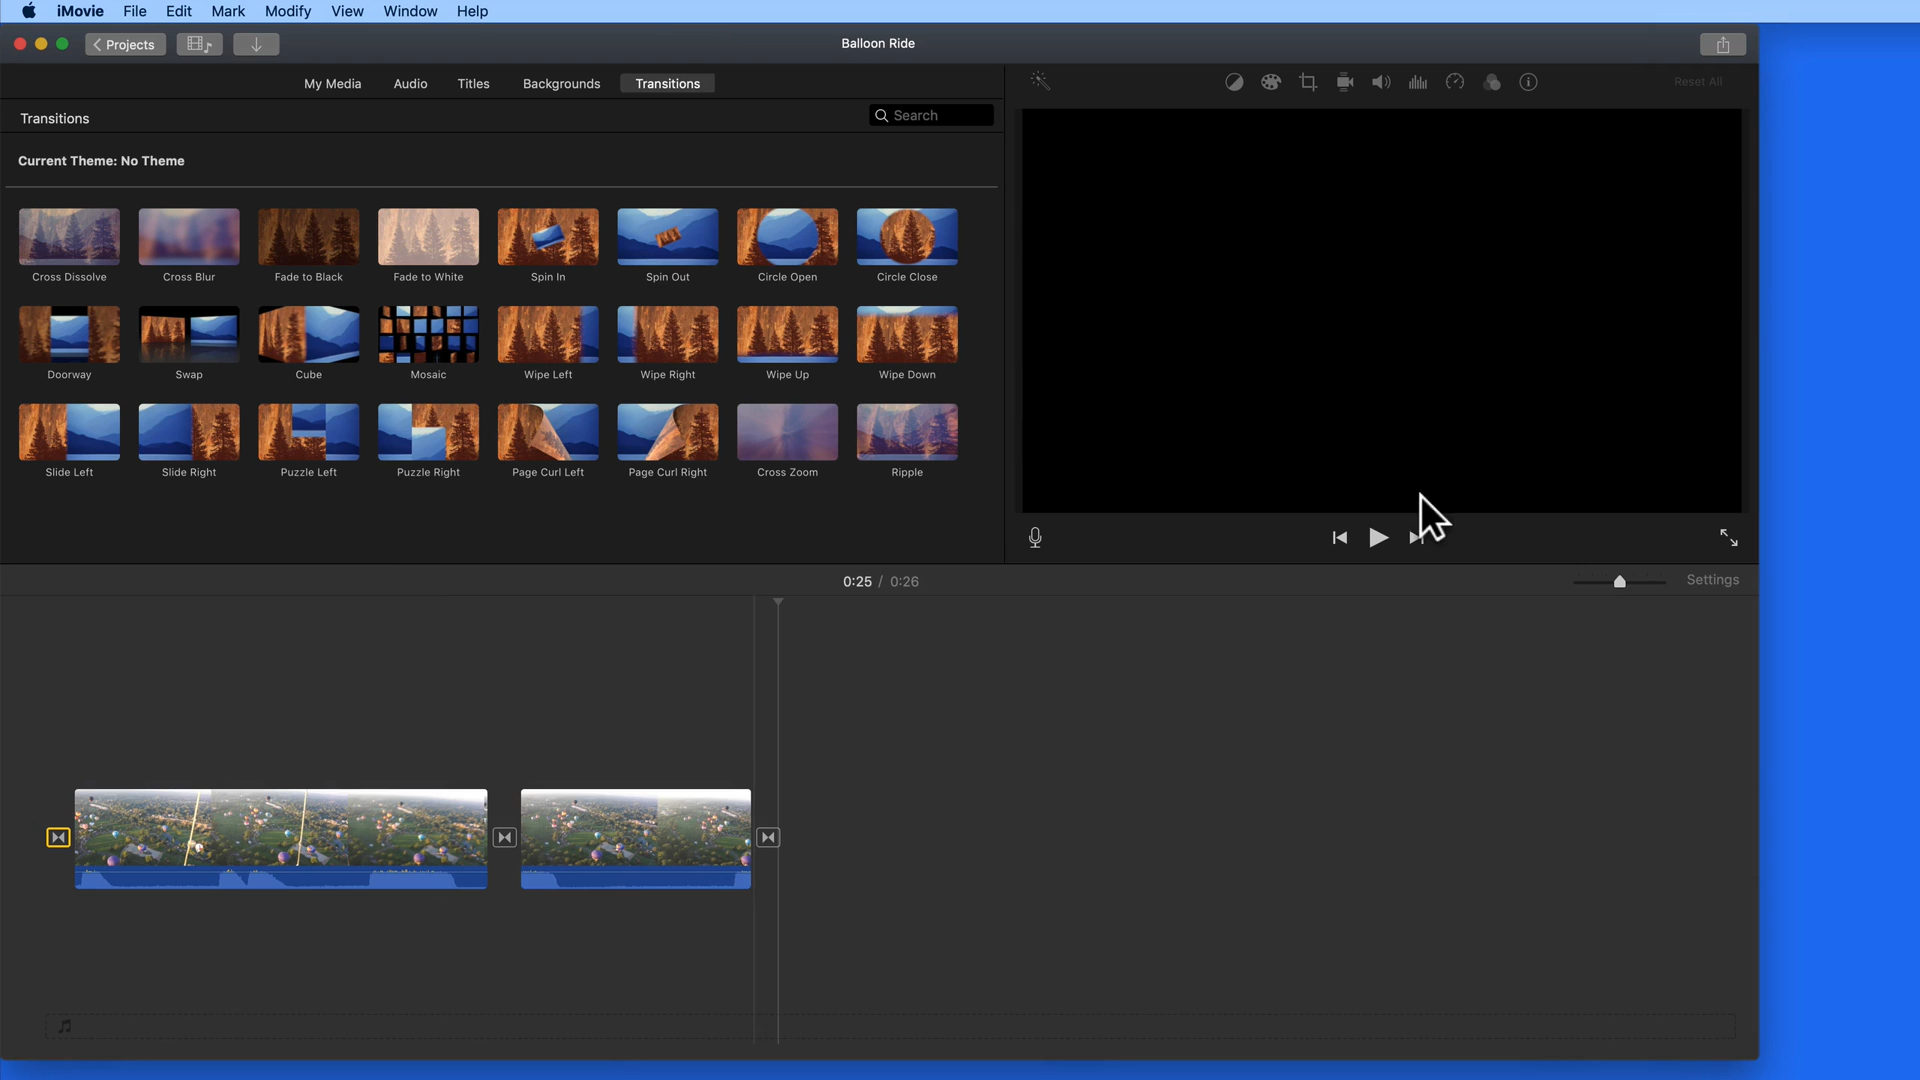 iMovie File Edit Mark Modify View Window Help
Projects
Balloon Ride
My Media Audio Titles Backgrounds Transitions
Reset All
Transitions
Search
Current Theme: No Theme
Cross Dissolve Cross Blur Fade to Black Fade to White Spin In Spin Out Circle Open Circle Close
Doorway Swap Cube Mosaic Wipe Left Wipe Right Wipe Up Wipe Down
Slide Left Slide Right Puzzle Left Puzzle Right Page Curl Left Page Curl Right Cross Zoom Ripple
0:25 / 0:26
Settings